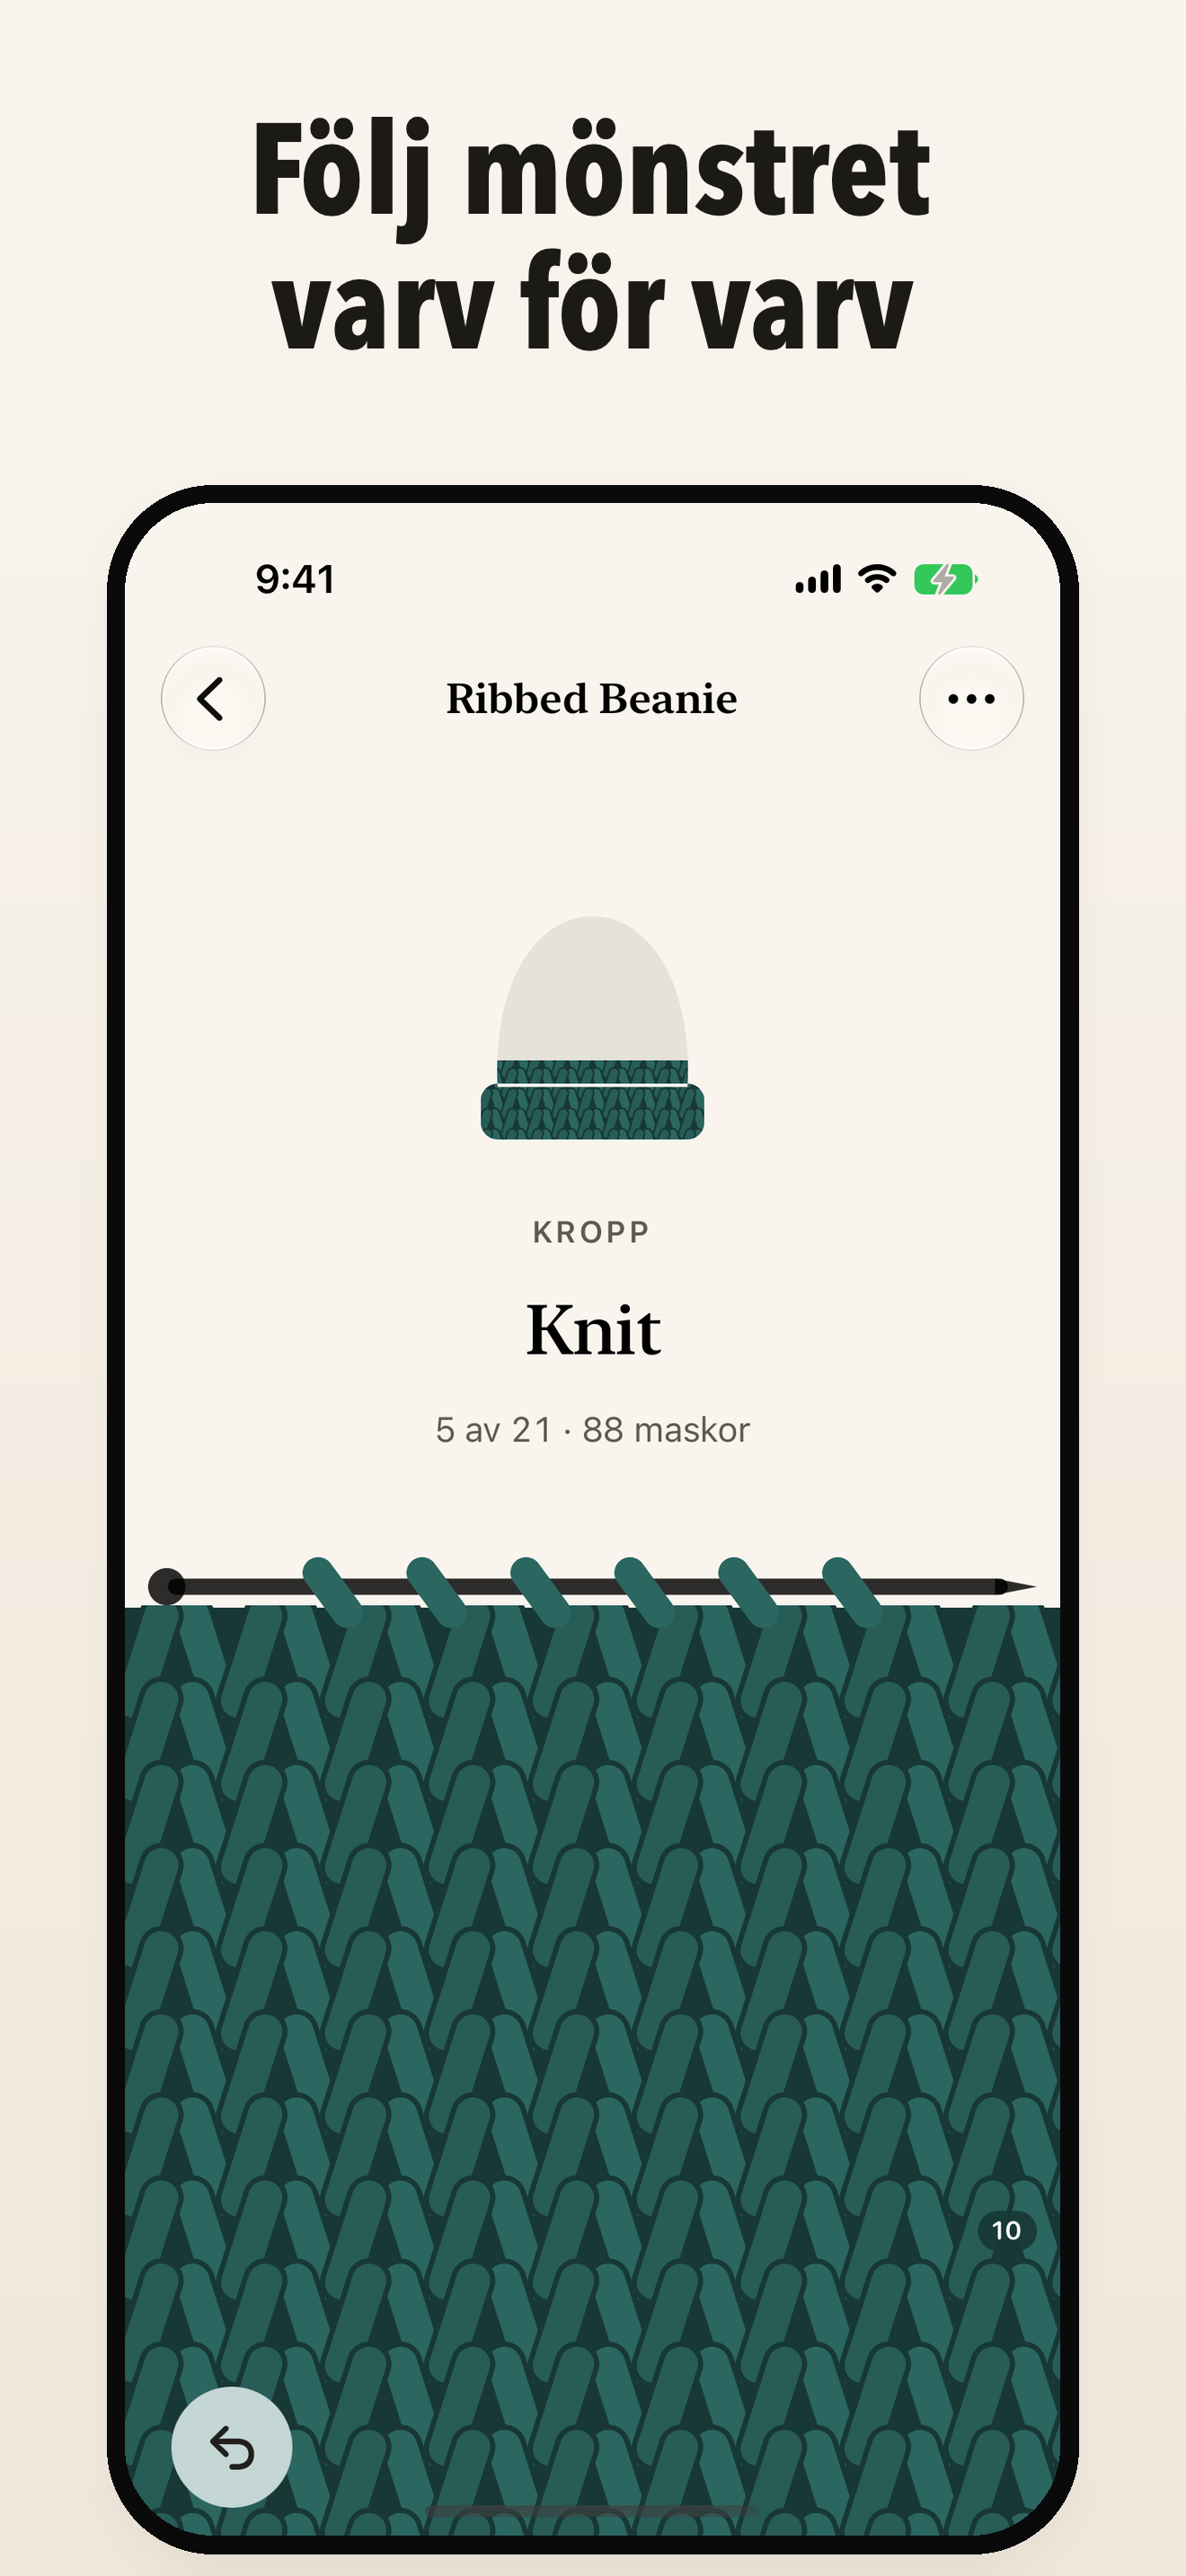 Följ mönstret
varv för varv
9:41
Ribbed Beanie
KROPP
Knit
5 av 21 · 88 maskor
10